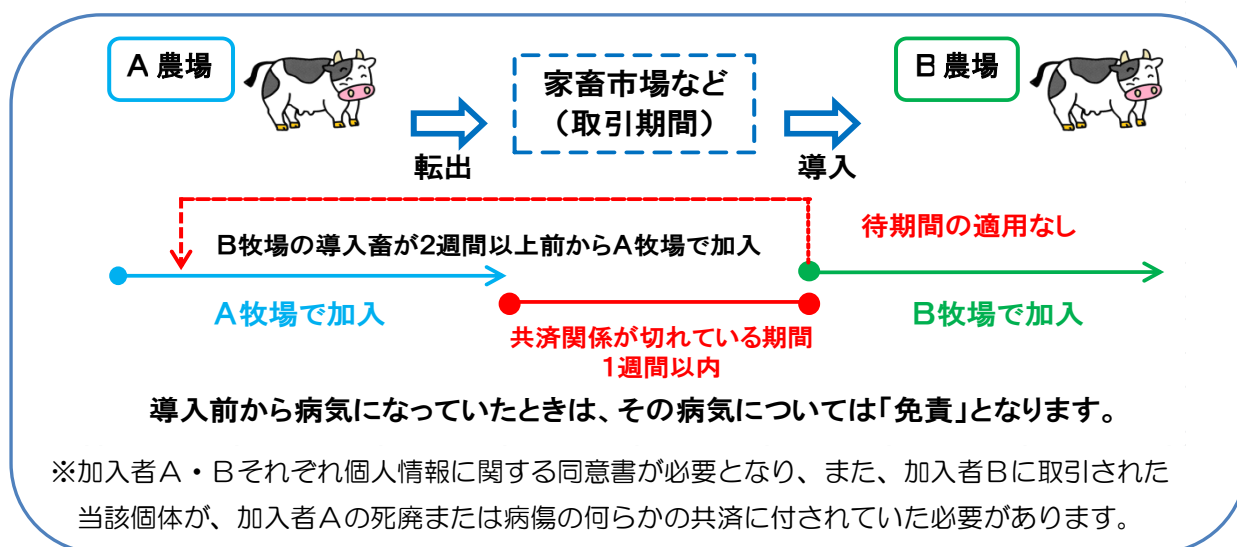 A 農場
家畜市場など
(取引期間)
B 農場
転出
導入
待期間の適用なし
B牧場の導入畜が2週間以上前からA牧場で加入
A牧場で加入
B牧場で加入
共済関係が切れている期間
1週間以内
導入前から病気になっていたときは、その病気については「免責」となります。
※加入者A・Bそれぞれ個人情報に関する同意書が必要となり、また、加入者Bに取引された
当該個体が、加入者Aの死廃または病傷の何らかの共済に付されていた必要があります。